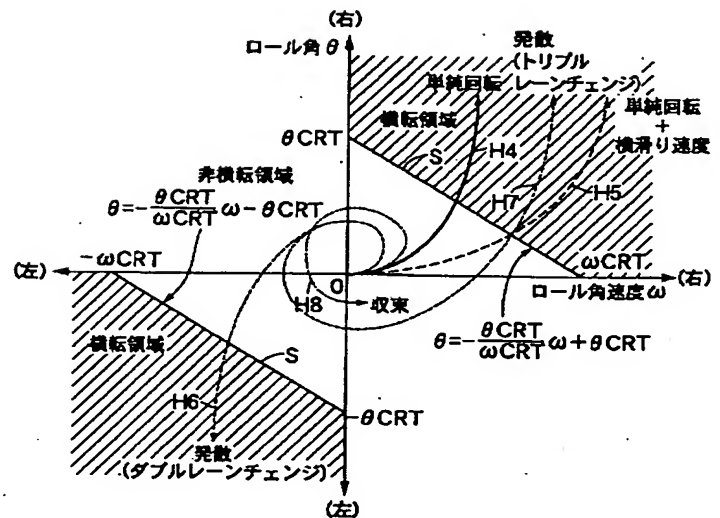 (右)
ロール角θ
発散
(トリプル
レーンチェンジ)
単純回転
単純回転
+
横滑り速度
横転領域
θCRT
S
H4
H7
H5
非横転領域
θ=-θCRT/ωCRT ω-θCRT
-ωCRT
ωCRT
(左)
(右)
O
ロール角速度ω
H8
収束
θ=-θCRT/ωCRT ω+θCRT
横転領域
S
H6
-θCRT
発散
(ダブルレーンチェンジ)
(左)